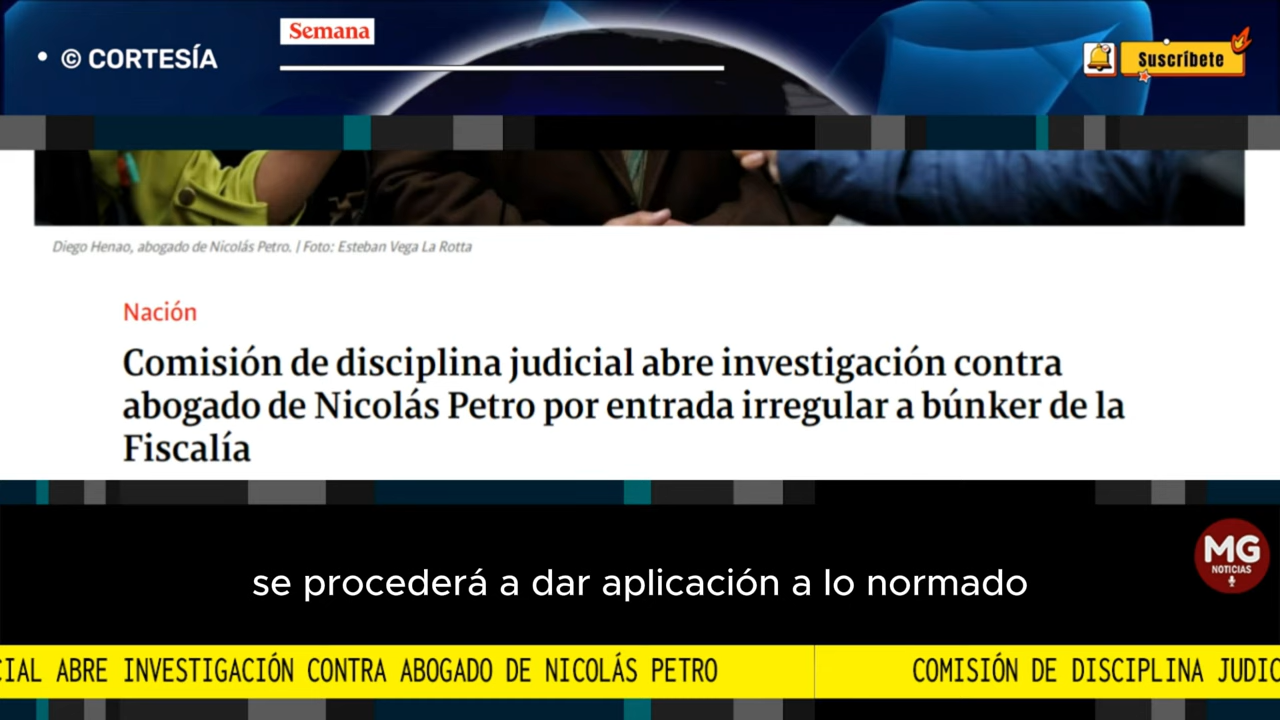 Semana
• © CORTESÍA
Suscríbete
Diego Henao, abogado de Nicolás Petro. | Foto: Esteban Vega La Rotta
Nación
Comisión de disciplina judicial abre investigación contra
abogado de Nicolás Petro por entrada irregular a búnker de la
Fiscalía
MG
NOTICIAS
se procederá a dar aplicación a lo normado
CIAL ABRE INVESTIGACIÓN CONTRA ABOGADO DE NICOLÁS PETRO
COMISIÓN DE DISCIPLINA JUDIC